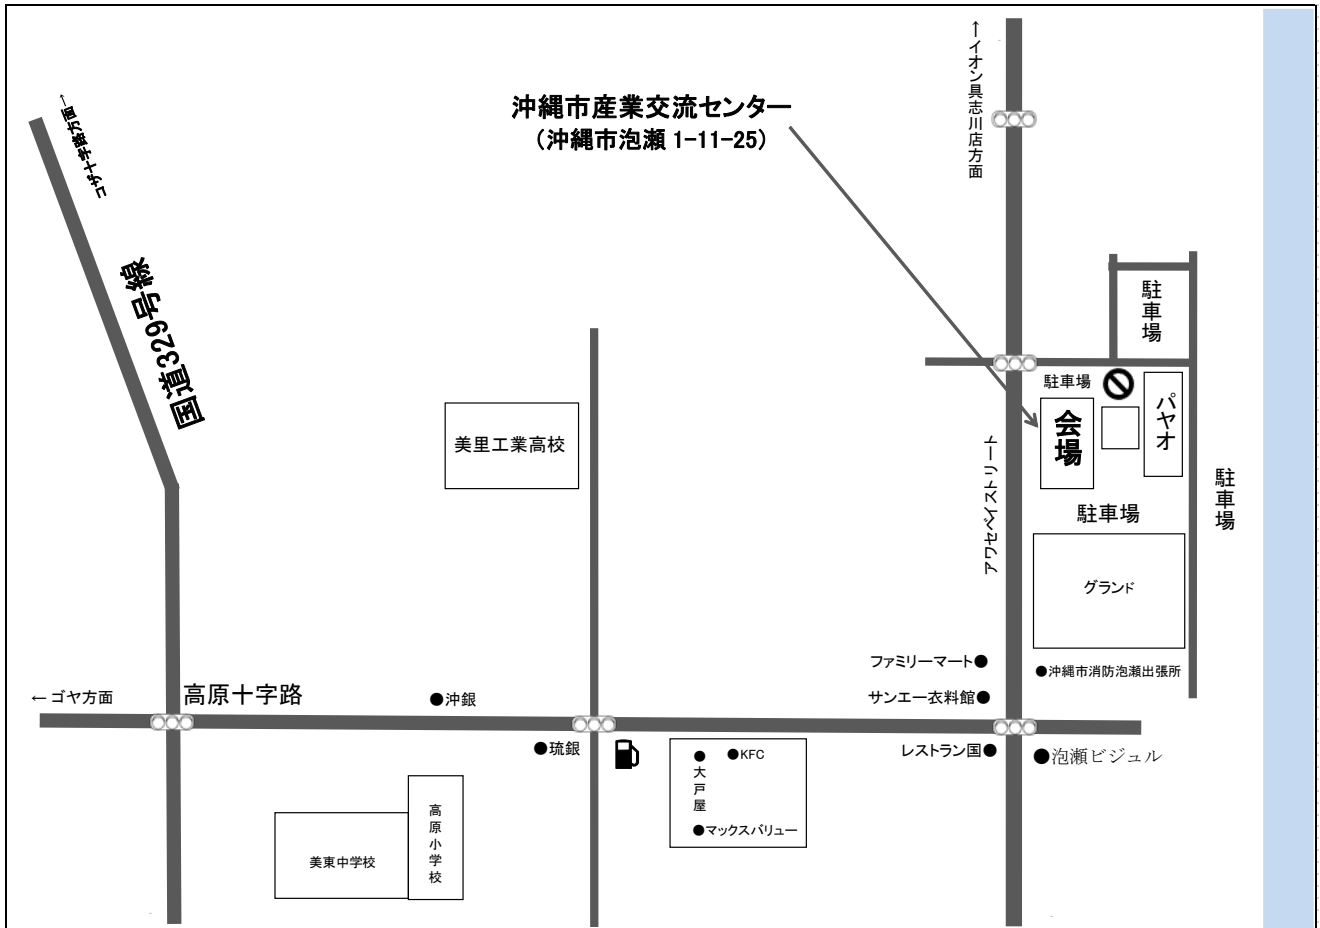 ←イオン具志川店方面
コザ十字路方面→
沖縄市産業交流センター
（沖縄市泡瀬 1-11-25）
国道329号線
駐車場
駐車場
会場
パヤオ
美里工業高校
アワセベイストリート
駐車場
駐車場
グランド
ファミリーマート●
●沖縄市消防泡瀬出張所
←ゴヤ方面
高原十字路
●沖銀
サンエー衣料館●
●琉銀
●KFC
●大戸屋
●マックスバリュー
レストラン国●
●泡瀬ビジュル
高原小学校
美東中学校